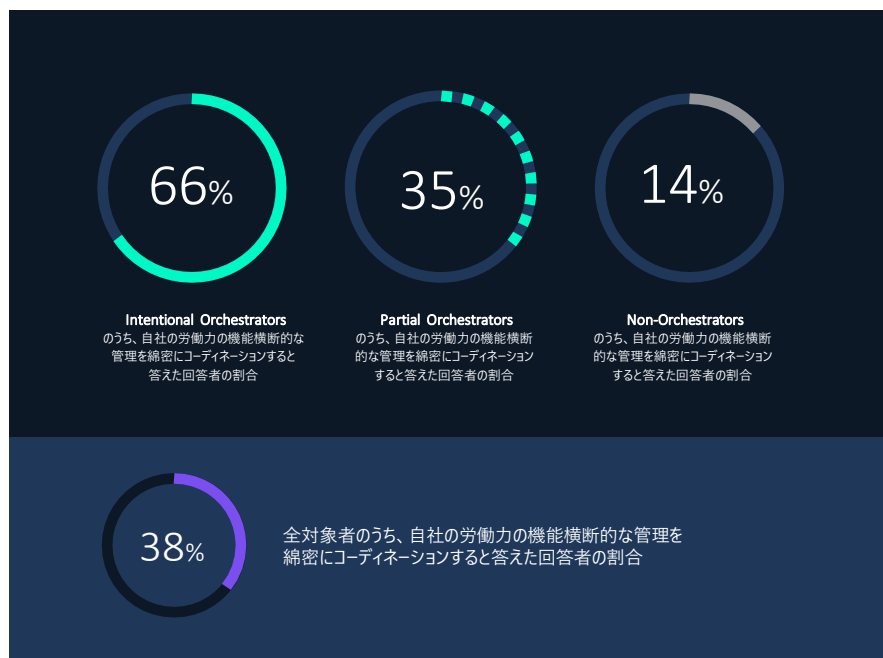 66%
35%
14%
Intentional Orchestrators
のうち、自社の労働力の機能横断的な
管理を綿密にコーディネーションすると
答えた回答者の割合
Partial Orchestrators
のうち、自社の労働力の機能横断
的な管理を綿密にコーディネーション
すると答えた回答者の割合
Non-Orchestrators
のうち、自社の労働力の機能横断
的な管理を綿密にコーディネーション
すると答えた回答者の割合
38%
全対象者のうち、自社の労働力の機能横断的な管理を
綿密にコーディネーションすると答えた回答者の割合